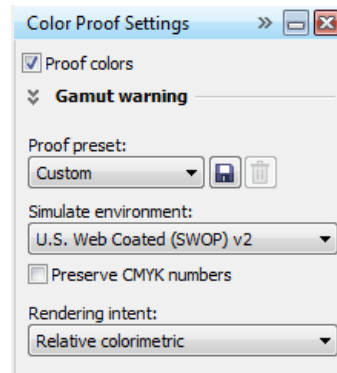 Color Proof Settings
Proof colors
Gamut warning
Proof preset:
Custom
Simulate environment:
U.S. Web Coated (SWOP) v2
Preserve CMYK numbers
Rendering intent:
Relative colorimetric